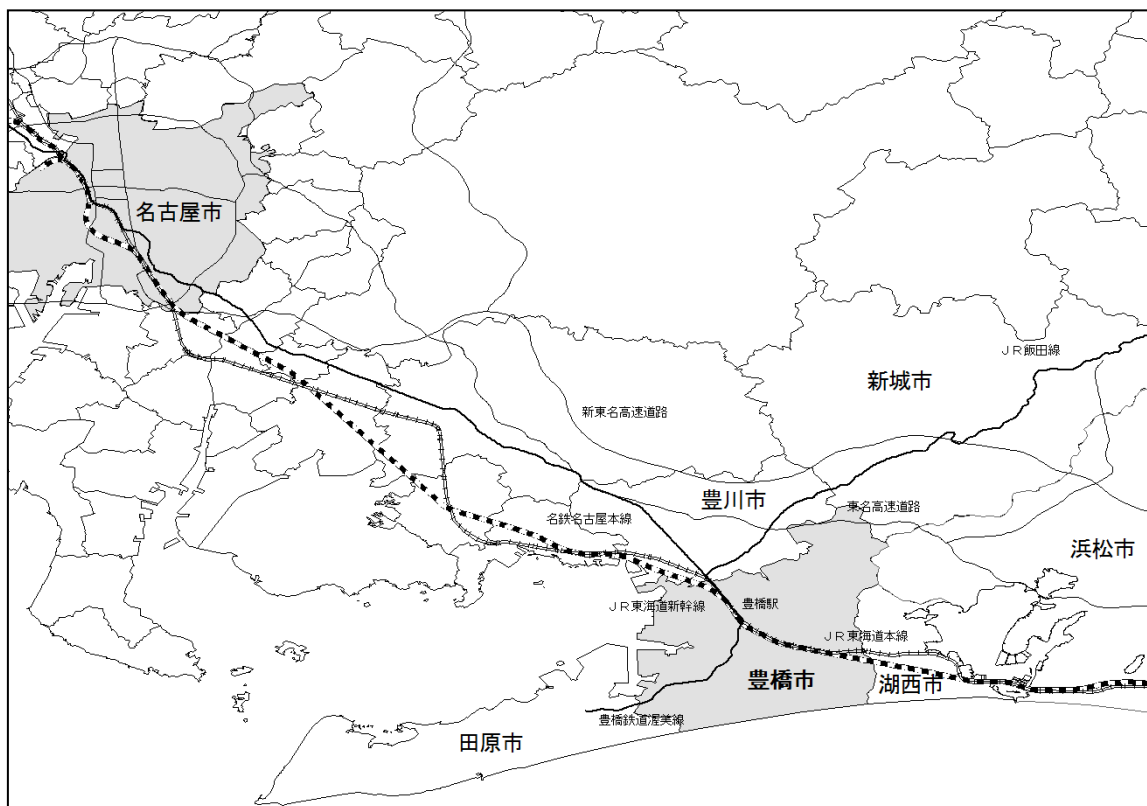 名古屋市
JR飯田線
新城市
新東名高速道路
豊川市
東名高速道路
名鉄名古屋本線
浜松市
JR東海道新幹線
豊橋駅
JR東海道本線
豊橋市
湖西市
豊橋鉄道渥美線
田原市